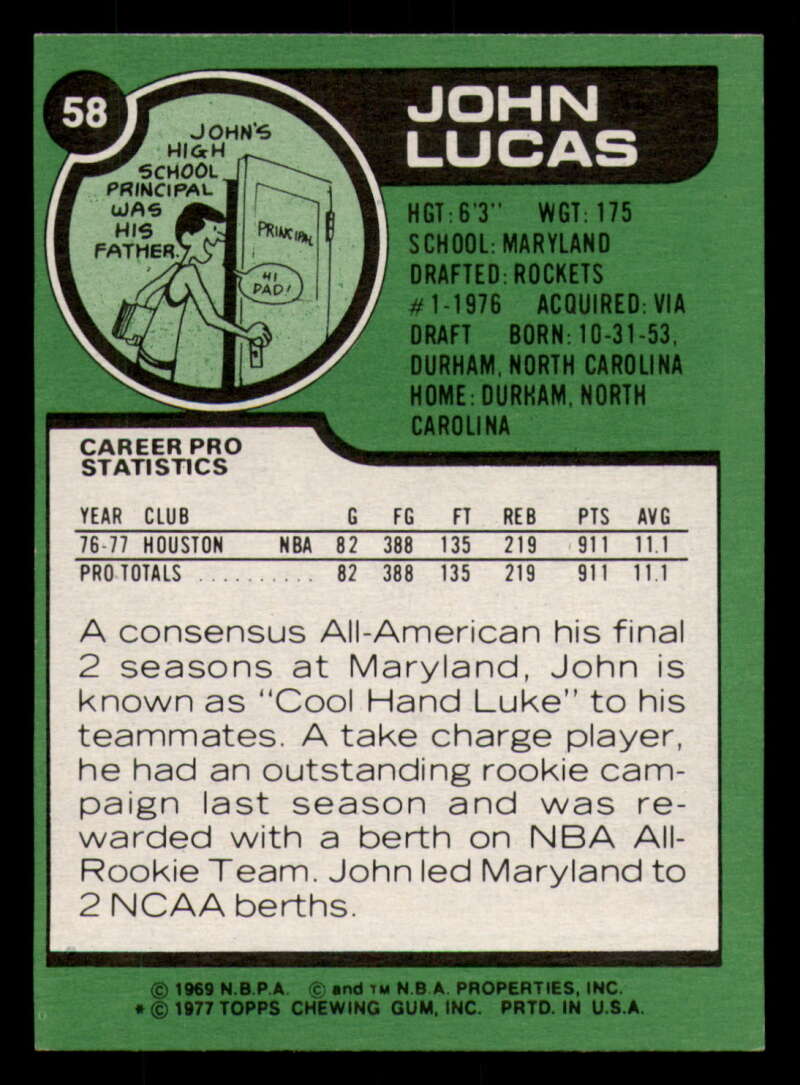 58
JOHN'S
HIGH
SCHOOL
PRINCIPAL
WAS
HIS
FATHER.
PRINCIPAL
HI
DAD!
JOHN
LUCAS
HGT: 6'3" WGT: 175
SCHOOL: MARYLAND
DRAFTED: ROCKETS
#1-1976 ACQUIRED: VIA
DRAFT BORN: 10-31-53,
DURHAM, NORTH CAROLINA
HOME: DURHAM, NORTH
CAROLINA
CAREER PRO
STATISTICS
YEAR CLUB G FG FT REB PTS AVG
76-77 HOUSTON NBA 82 388 135 219 911 11.1
PRO TOTALS .......... 82 388 135 219 911 11.1
A consensus All-American his final
2 seasons at Maryland, John is
known as "Cool Hand Luke" to his
teammates. A take charge player,
he had an outstanding rookie cam-
paign last season and was re-
warded with a berth on NBA All-
Rookie Team. John led Maryland to
2 NCAA berths.
© 1969 N.B.P.A. © and TM N.B.A. PROPERTIES, INC.
* © 1977 TOPPS CHEWING GUM, INC. PRTD. IN U.S.A.